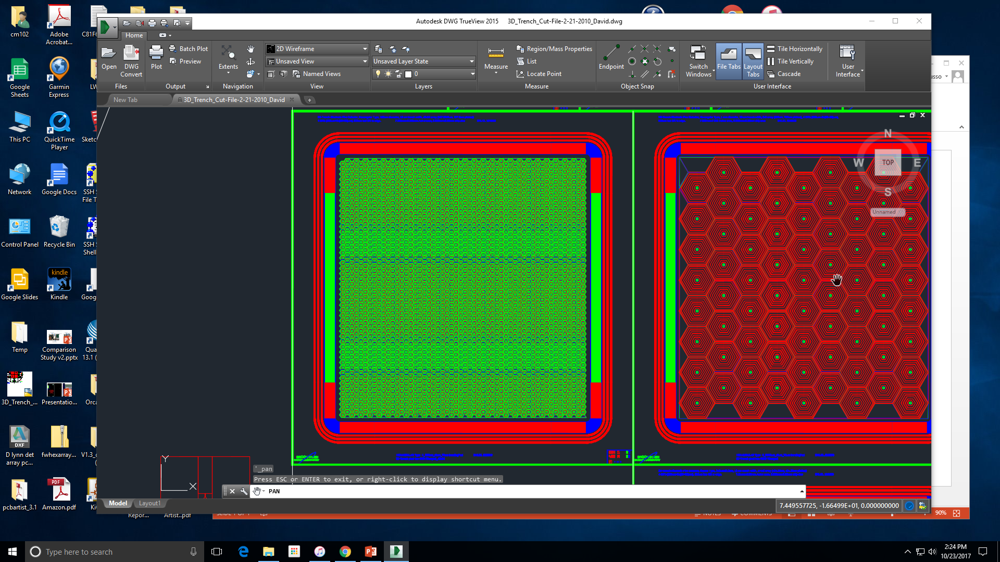 Autodesk DWG TrueView 2015 3D_Trench_Cut-File-2-21-2010_David.dwg
Home
Batch Plot
Preview
Open
DWG
Convert
Plot
Extents
2D Wireframe
Unsaved View
Named Views
Unsaved Layer State
0
Measure
Region/Mass Properties
List
Locate Point
Endpoint
Switch
Windows
File Tabs
Layout
Tabs
Tile Horizontally
Tile Vertically
Cascade
User
Interface
Files
Output
Navigation
View
Layers
Measure
Object Snap
User Interface
New Tab
3D_Trench_Cut-File-2-21-2010_David
N
W
TOP
E
S
Unnamed
Y
X
'_pan
Press ESC or ENTER to exit, or right-click to display shortcut menu.
PAN
Model
Layout1
7.449557725, -1.66499E+01, 0.000000000
NOTES
COMMENTS
90%
cm102
Adobe
Acrobat...
Google
Sheets
Garmin
Express
This PC
QuickTime
Player
Network
Google Docs
Control Panel
Recycle Bin
Google Slides
kindle
Kindle
Temp
Comparison
Study v2.pptx
3D_Trench_...
Presentatio...
DXF
D lynn det
array pc...
fwhexarray...
pcbartist_3.1
PDF
Amazon.pdf
Repor...
Artist..pdf
Type here to search
2:24 PM
10/23/2017